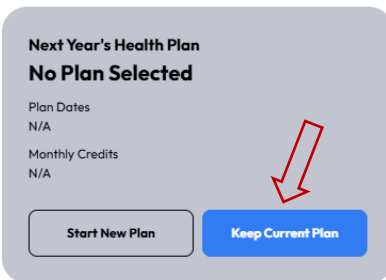 Next Year's Health Plan
No Plan Selected
Plan Dates
N/A
Monthly Credits
N/A
Start New Plan
Keep Current Plan